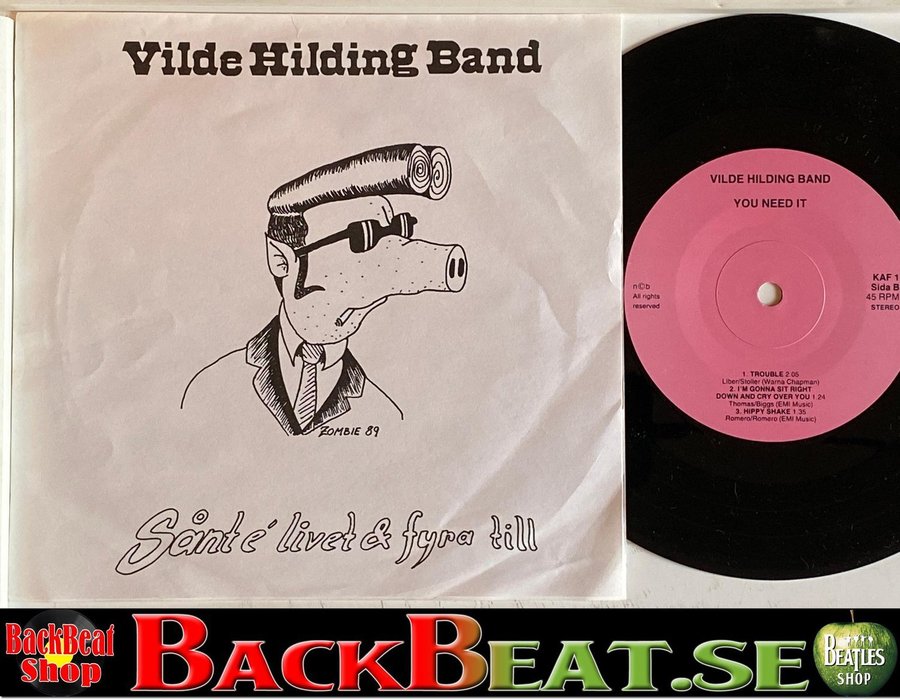 Vilde Hilding Band
ZOMBIE 89
Sånt é livet & fyra till
VILDE HILDING BAND
YOU NEED IT
n©b
All rights
reserved
KAF 1
Sida B
45 RPM
STEREO
1. TROUBLE 2.05
Liber/Stoller (Warna Chapman)
2. I'M GONNA SIT RIGHT
DOWN AND CRY OVER YOU 1.24
Thomas/Biggs (EMI Music)
3. HIPPY SHAKE 1.35
Romero/Romero (EMI Music)
BackBeat
Shop
BACKBEAT.SE
BEATLES
SHOP